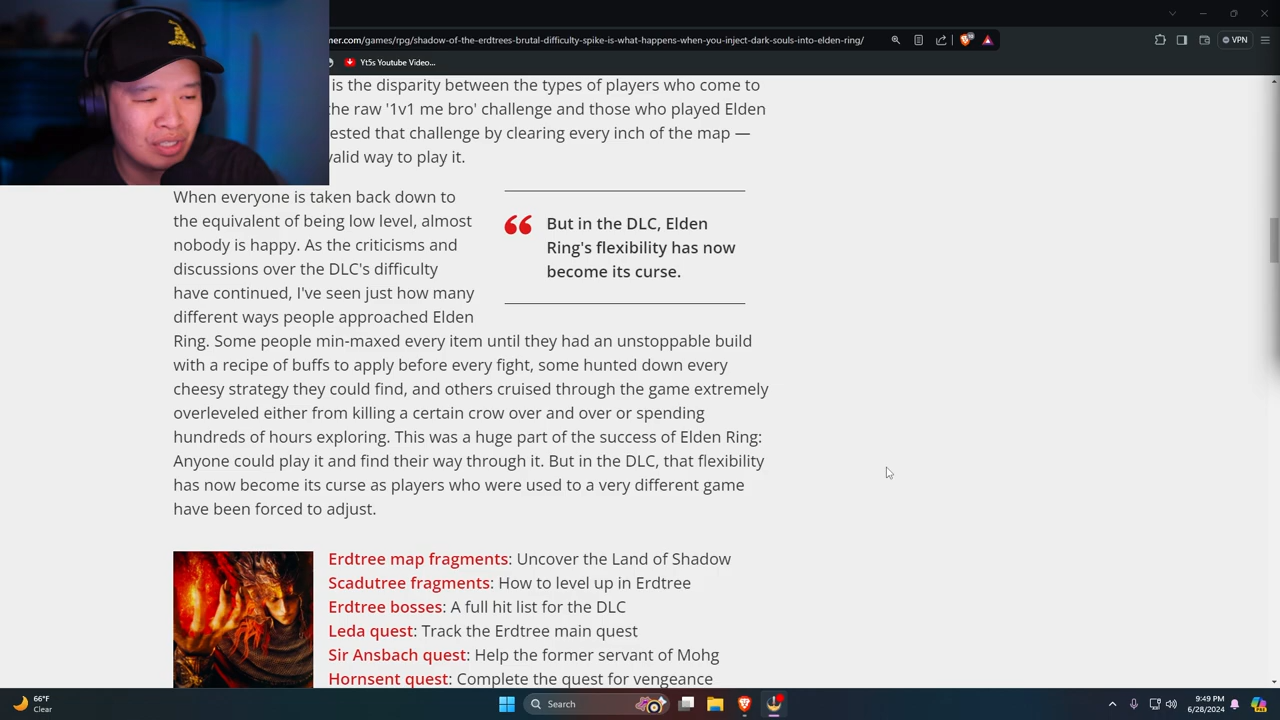 mer.com/games/rpg/shadow-of-the-erdtrees-brutal-difficulty-spike-is-what-happens-when-you-inject-dark-souls-into-elden-ring/
VPN
Yt5s Youtube Video...
is the disparity between the types of players who come to
the raw '1v1 me bro' challenge and those who played Elden
ested that challenge by clearing every inch of the map —
valid way to play it.
When everyone is taken back down to
the equivalent of being low level, almost
nobody is happy. As the criticisms and
discussions over the DLC's difficulty
have continued, I've seen just how many
different ways people approached Elden
Ring. Some people min-maxed every item until they had an unstoppable build
with a recipe of buffs to apply before every fight, some hunted down every
cheesy strategy they could find, and others cruised through the game extremely
overleveled either from killing a certain crow over and over or spending
hundreds of hours exploring. This was a huge part of the success of Elden Ring:
Anyone could play it and find their way through it. But in the DLC, that flexibility
has now become its curse as players who were used to a very different game
have been forced to adjust.
But in the DLC, Elden
Ring's flexibility has now
become its curse.
Erdtree map fragments: Uncover the Land of Shadow
Scadutree fragments: How to level up in Erdtree
Erdtree bosses: A full hit list for the DLC
Leda quest: Track the Erdtree main quest
Sir Ansbach quest: Help the former servant of Mohg
Hornsent quest: Complete the quest for vengeance
66°F
Clear
Search
9:49 PM
6/28/2024